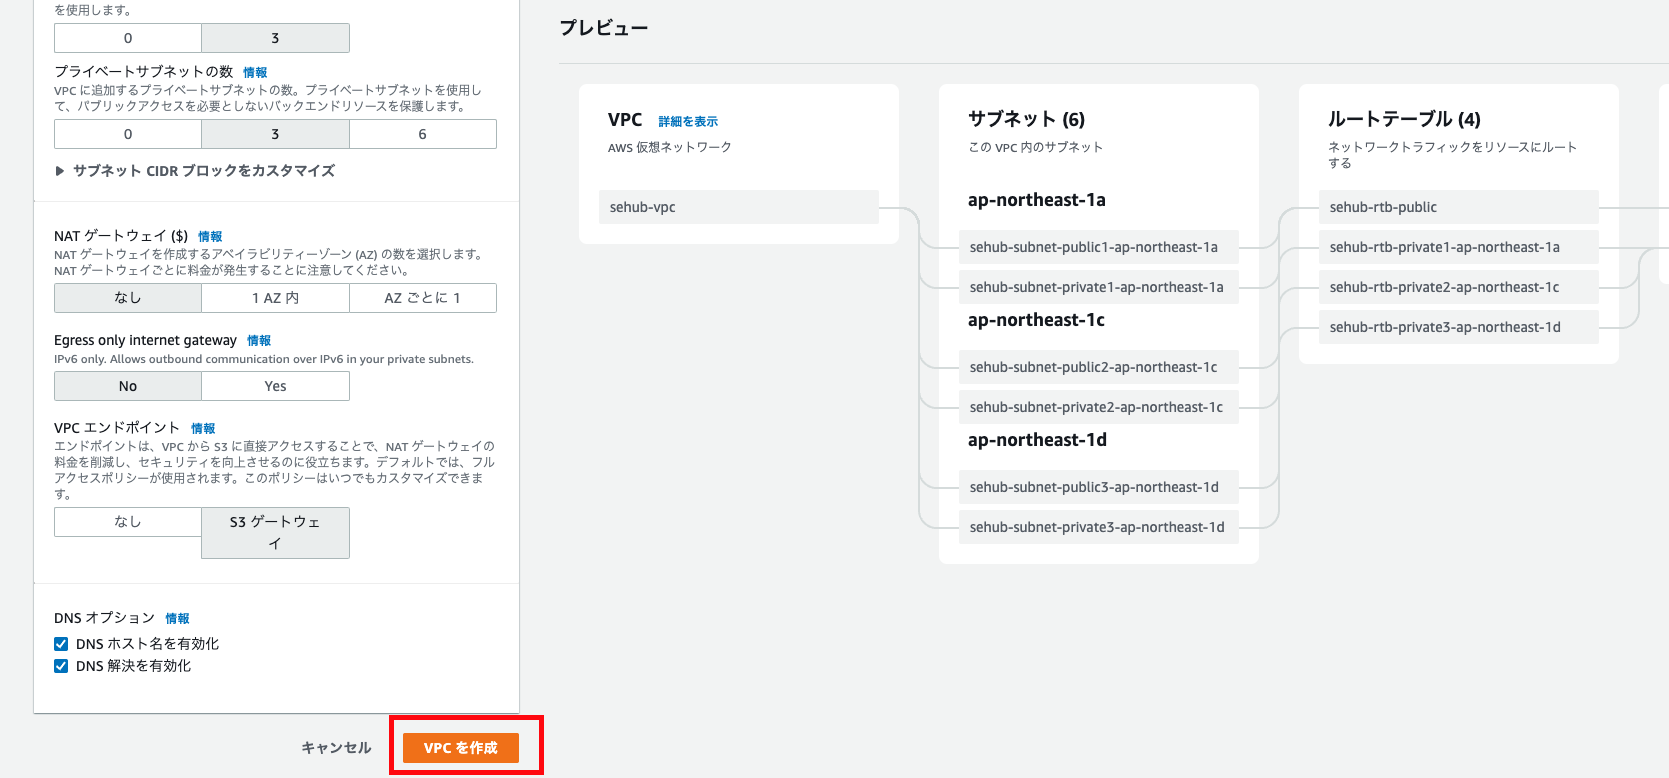 を使用します。
0
3
プライベートサブネットの数 情報
VPC に追加するプライベートサブネットの数。プライベートサブネットを使用し
て、パブリックアクセスを必要としないバックエンドリソースを保護します。
0
3
6
▶ サブネット CIDR ブロックをカスタマイズ
NAT ゲートウェイ ($) 情報
NAT ゲートウェイを作成するアベイラビリティーゾーン (AZ) の数を選択します。
NAT ゲートウェイごとに料金が発生することに注意してください。
なし
1 AZ 内
AZ ごとに 1
Egress only internet gateway 情報
IPv6 only. Allows outbound communication over IPv6 in your private subnets.
No
Yes
VPC エンドポイント 情報
エンドポイントは、VPC から S3 に直接アクセスすることで、NAT ゲートウェイの
料金を削減し、セキュリティを向上させるのに役立ちます。デフォルトでは、フル
アクセスポリシーが使用されます。このポリシーはいつでもカスタマイズできま
す。
なし
S3 ゲートウェ
イ
DNS オプション 情報
DNS ホスト名を有効化
DNS 解決を有効化
キャンセル
VPC を作成
プレビュー
VPC 詳細を表示
AWS 仮想ネットワーク
sehub-vpc
サブネット (6)
この VPC 内のサブネット
ap-northeast-1a
sehub-subnet-public1-ap-northeast-1a
sehub-subnet-private1-ap-northeast-1a
ap-northeast-1c
sehub-subnet-public2-ap-northeast-1c
sehub-subnet-private2-ap-northeast-1c
ap-northeast-1d
sehub-subnet-public3-ap-northeast-1d
sehub-subnet-private3-ap-northeast-1d
ルートテーブル (4)
ネットワークトラフィックをリソースにルート
する
sehub-rtb-public
sehub-rtb-private1-ap-northeast-1a
sehub-rtb-private2-ap-northeast-1c
sehub-rtb-private3-ap-northeast-1d